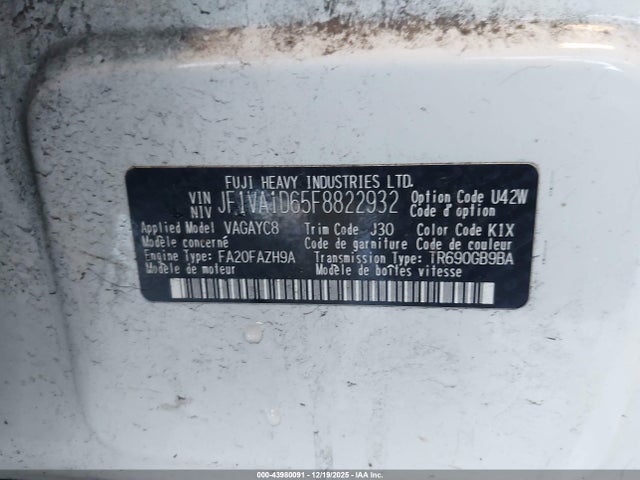 FUJI HEAVY INDUSTRIES LTD.
VIN NIV JF1VA1DG5F8822932 Option Code U42W
Code d'option
Applied Model VAGAYC8 Trim Code J30 Color Code K1X
Modèle concerné Code de garniture Code de couleur
Engine Type: FA20FAZH9A Transmission Type: TR690GB9BA
Modèle de moteur Modèle de boîtes vitesse
000-43980091 | 12/19/2025 - IAA Inc.